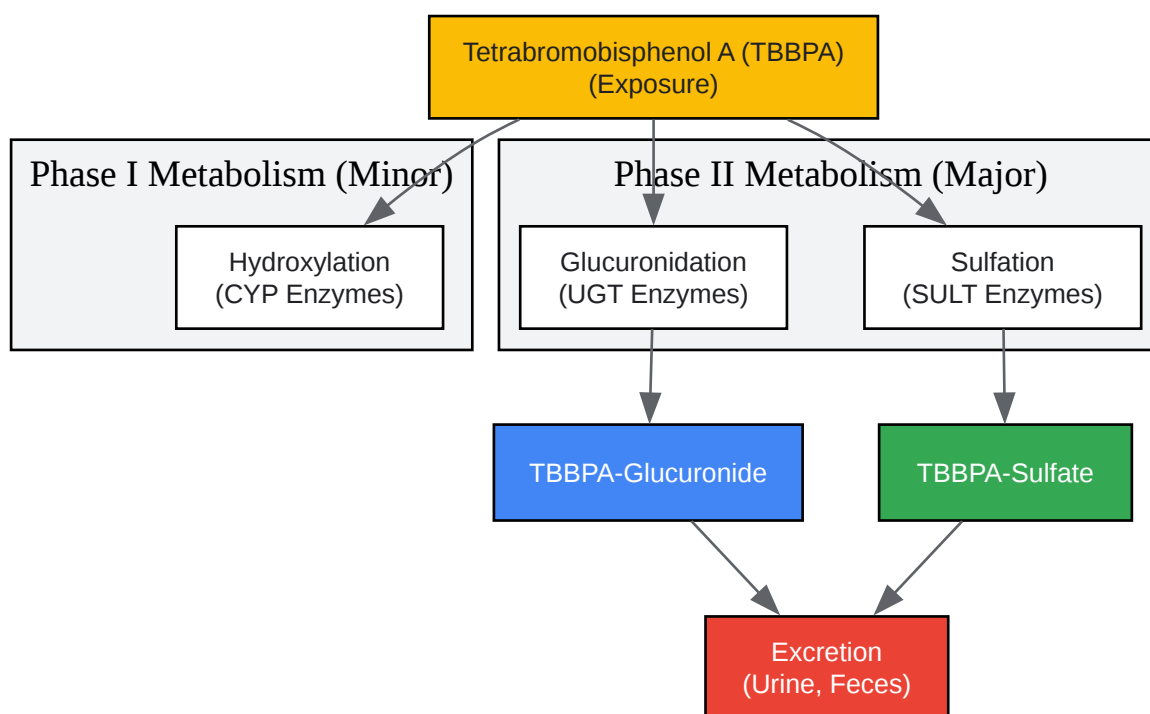 Tetrabromobisphenol A (TBBPA)
(Exposure)
Phase I Metabolism (Minor)
Phase II Metabolism (Major)
Hydroxylation
(CYP Enzymes)
Glucuronidation
(UGT Enzymes)
Sulfation
(SULT Enzymes)
TBBPA-Glucuronide
TBBPA-Sulfate
Excretion
(Urine, Feces)